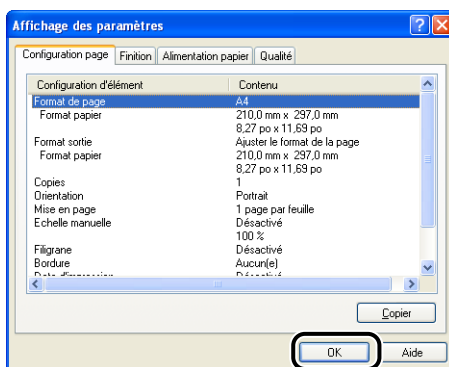 Affichage des paramètres
Configuration page Finition Alimentation papier Qualité
Configuration d'élément Contenu
Format de page A4
Format papier 210,0 mm x 297,0 mm
8,27 po x 11,69 po
Format sortie Ajuster le format de la page
Format papier 210,0 mm x 297,0 mm
8,27 po x 11,69 po
Copies 1
Orientation Portrait
Mise en page 1 page par feuille
Echelle manuelle Désactivé
100 %
Filigrane Désactivé
Bordure Aucun(e)
Date d'impression Désactivé
Copier
OK Aide